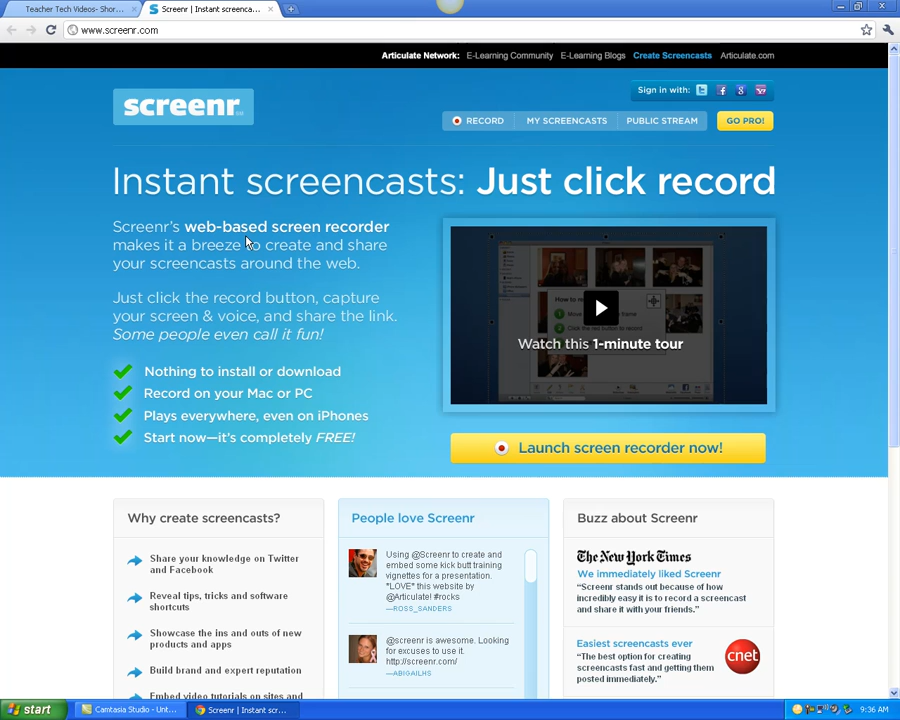 Teacher Tech Videos- Shor...
Screenr | Instant screenca...
www.screenr.com
Articulate Network: E-Learning Community E-Learning Blogs Create Screencasts Articulate.com
Sign in with:
screenr
RECORD MY SCREENCASTS PUBLIC STREAM GO PRO!
Instant screencasts: Just click record
Screenr's web-based screen recorder
makes it a breeze to create and share
your screencasts around the web.
Just click the record button, capture
your screen & voice, and share the link.
Some people even call it fun!
Nothing to install or download
Record on your Mac or PC
Plays everywhere, even on iPhones
Start now—it's completely FREE!
Watch this 1-minute tour
Launch screen recorder now!
Why create screencasts?
Share your knowledge on Twitter
and Facebook
Reveal tips, tricks and software
shortcuts
Showcase the ins and outs of new
products and apps
Build brand and expert reputation
Embed video tutorials on sites and
People love Screenr
Using @Screenr to create and
embed some kick butt training
vignettes for a presentation.
*LOVE* this website by
@Articulate! #rocks
—ROSS_SANDERS
@screenr is awesome. Looking
for excuses to use it.
http://screenr.com/
—ABIGAILHS
Buzz about Screenr
The New York Times
We immediately liked Screenr
“Screenr stands out because of how
incredibly easy it is to record a screencast
and share it with your friends.”
Easiest screencasts ever
“The best option for creating
screencasts fast and getting them
posted immediately.”
cnet
start
Camtasia Studio - Unt...
Screenr | Instant scr...
9:36 AM